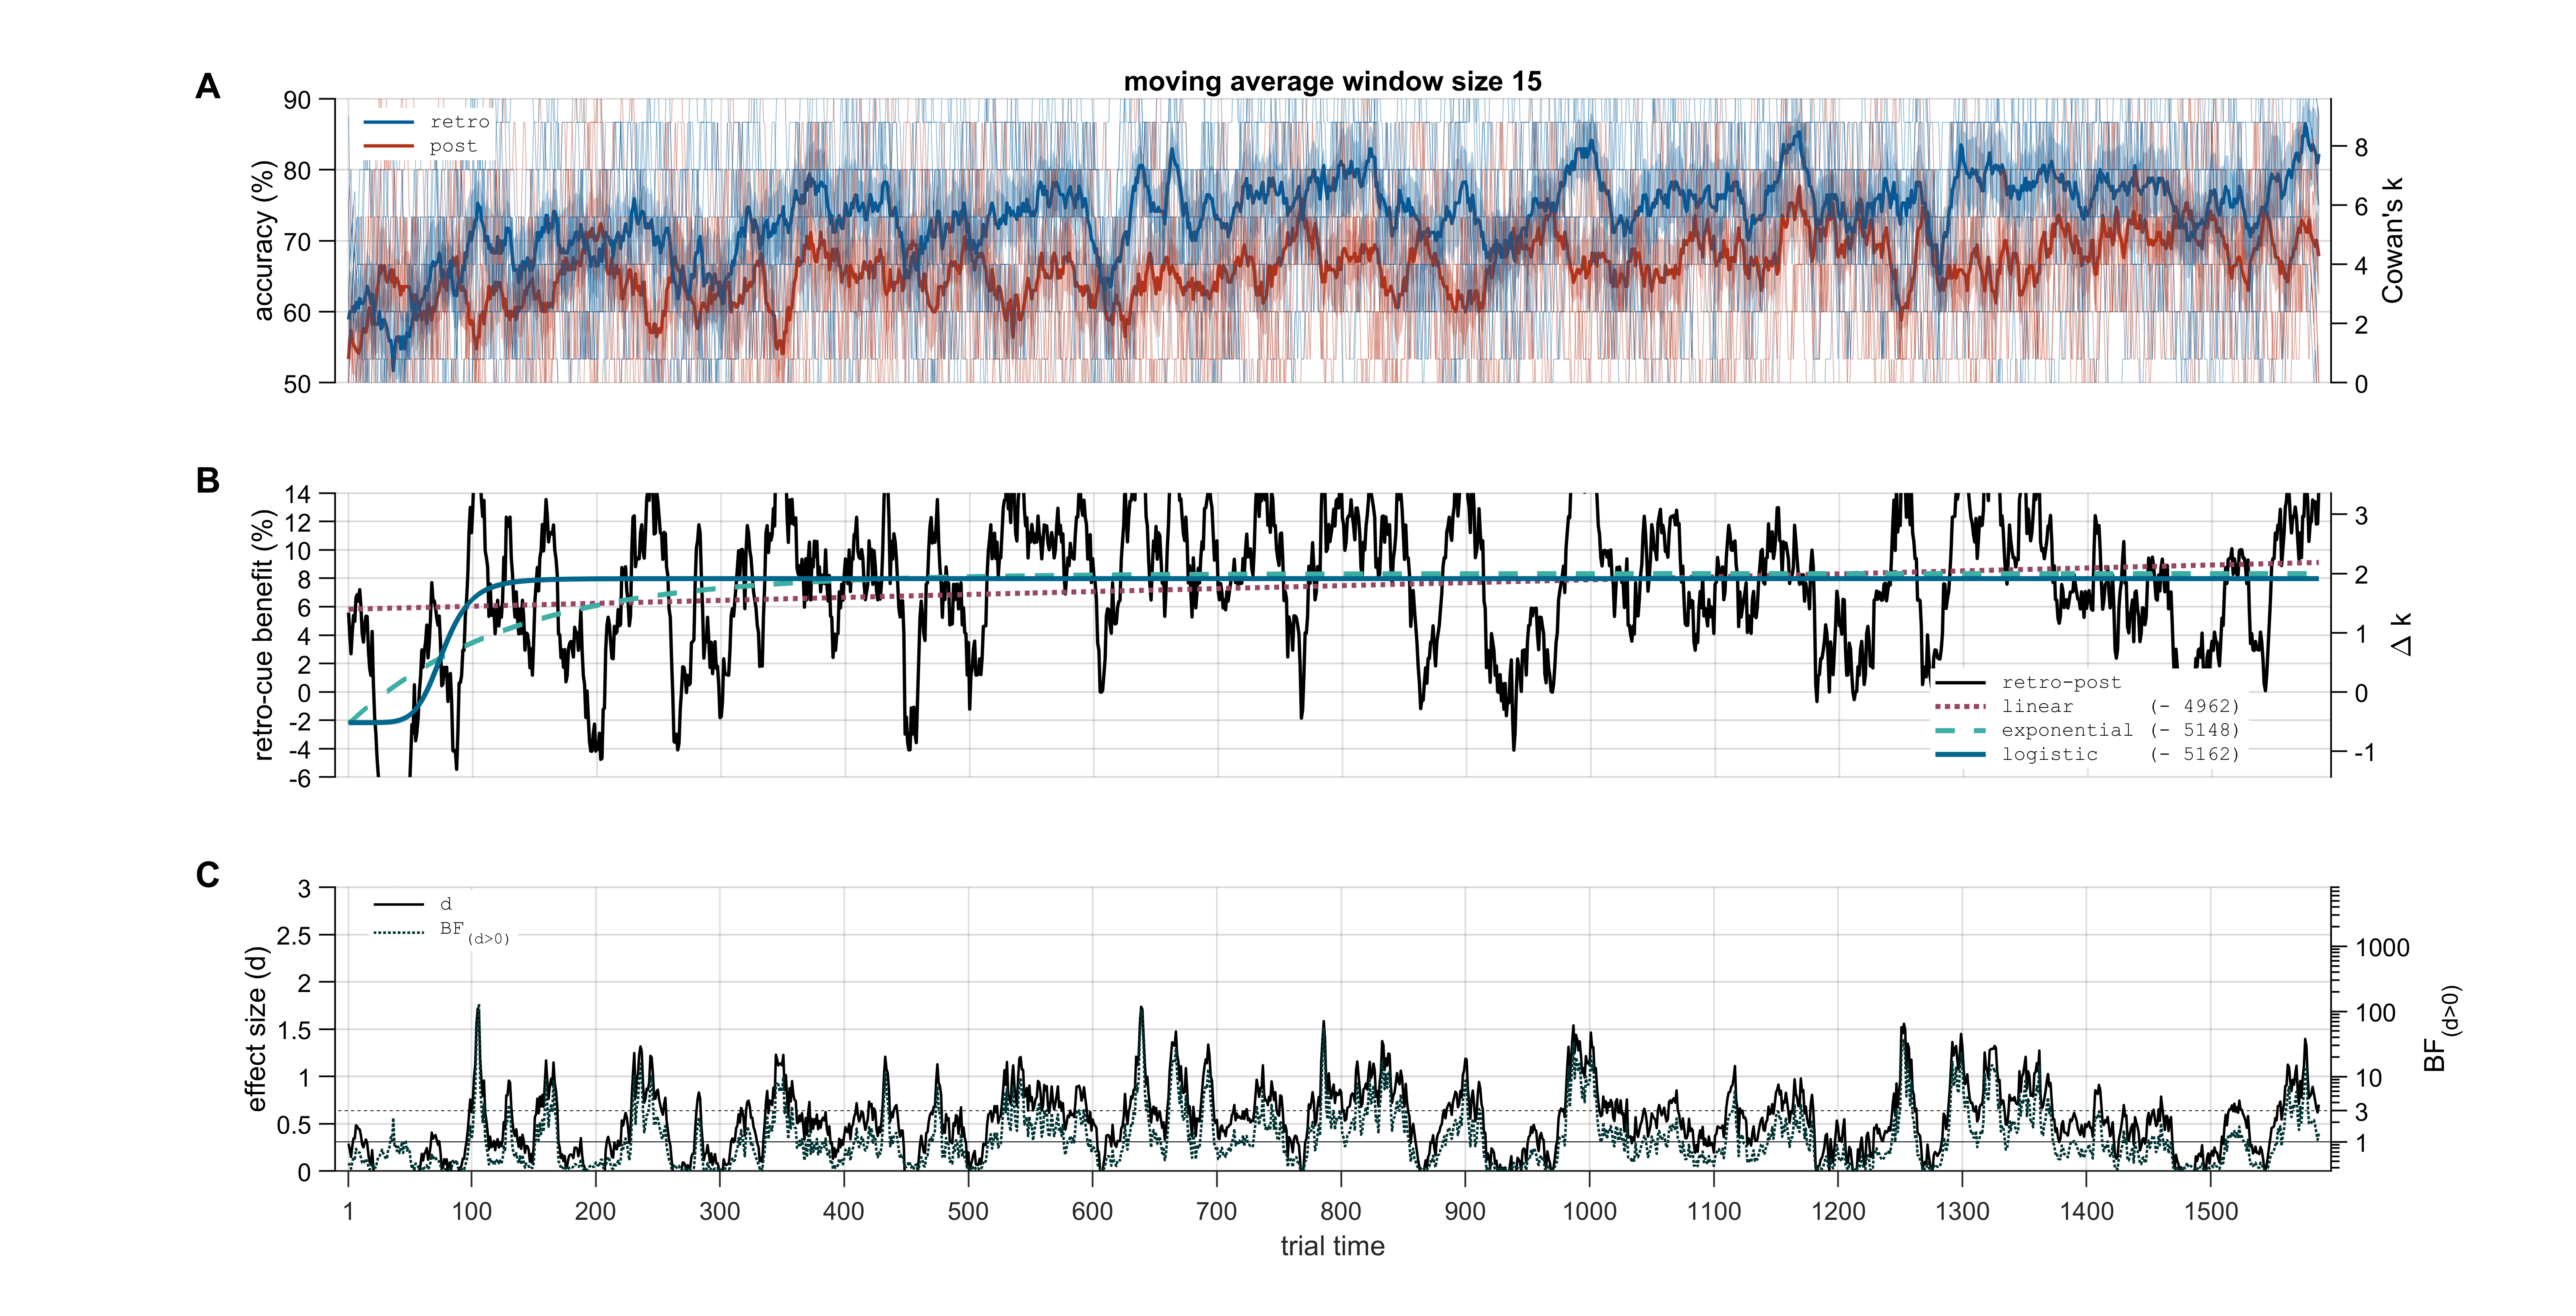 A
moving average window size 15
90
80
70
60
50
accuracy (%)
retro
post
8
6
4
2
0
Cowan's k
B
14
12
10
8
6
4
2
0
-2
-4
-6
retro-cue benefit (%)
3
2
1
0
-1
Δ k
retro-post
linear (- 4962)
exponential (- 5148)
logistic (- 5162)
C
3
2.5
2
1.5
1
0.5
0
effect size (d)
d
BF(d>0)
1000
100
10
3
1
BF(d>0)
1 100 200 300 400 500 600 700 800 900 1000 1100 1200 1300 1400 1500
trial time